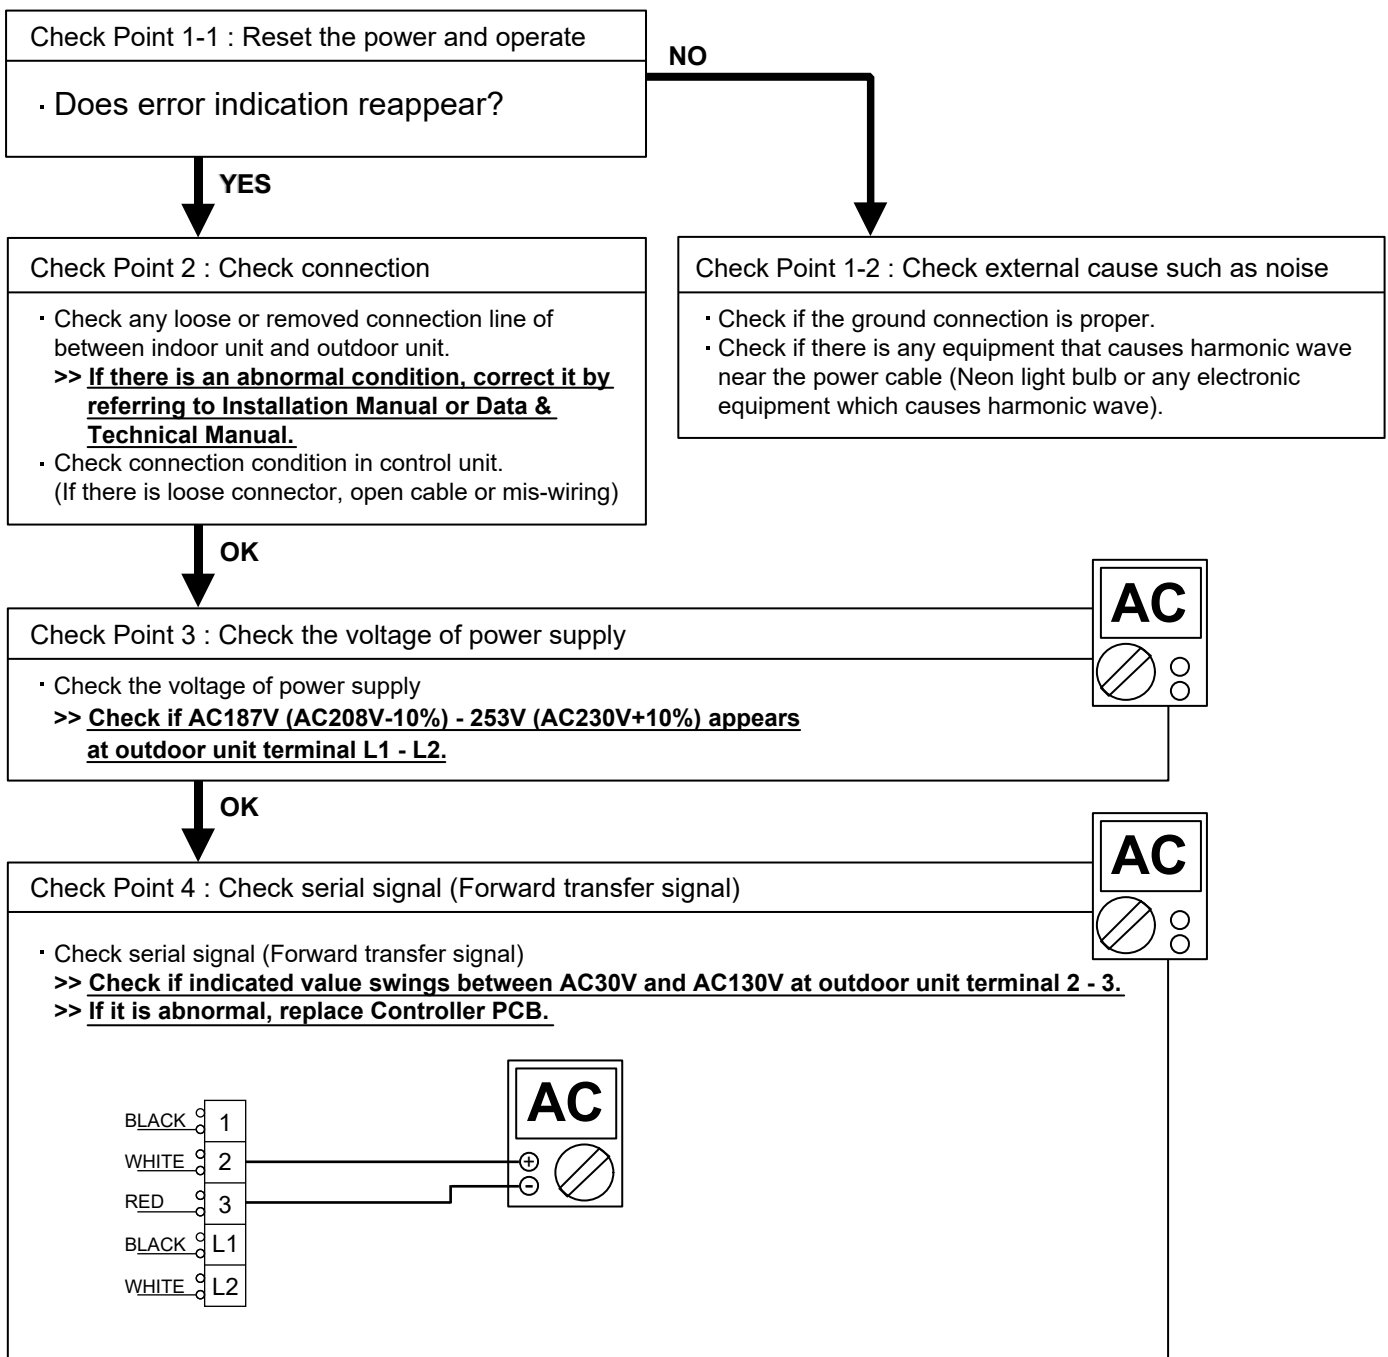 Check Point 1-1 : Reset the power and operate
· Does error indication reappear?
NO
YES
Check Point 2 : Check connection
· Check any loose or removed connection line of
between indoor unit and outdoor unit.
>> If there is an abnormal condition, correct it by
referring to Installation Manual or Data &
Technical Manual.
· Check connection condition in control unit.
(If there is loose connector, open cable or mis-wiring)
Check Point 1-2 : Check external cause such as noise
· Check if the ground connection is proper.
· Check if there is any equipment that causes harmonic wave
near the power cable (Neon light bulb or any electronic
equipment which causes harmonic wave).
OK
AC
Check Point 3 : Check the voltage of power supply
· Check the voltage of power supply
>> Check if AC187V (AC208V-10%) - 253V (AC230V+10%) appears
at outdoor unit terminal L1 - L2.
OK
AC
Check Point 4 : Check serial signal (Forward transfer signal)
· Check serial signal (Forward transfer signal)
>> Check if indicated value swings between AC30V and AC130V at outdoor unit terminal 2 - 3.
>> If it is abnormal, replace Controller PCB.
AC
BLACK 1
WHITE 2
RED 3
BLACK L1
WHITE L2